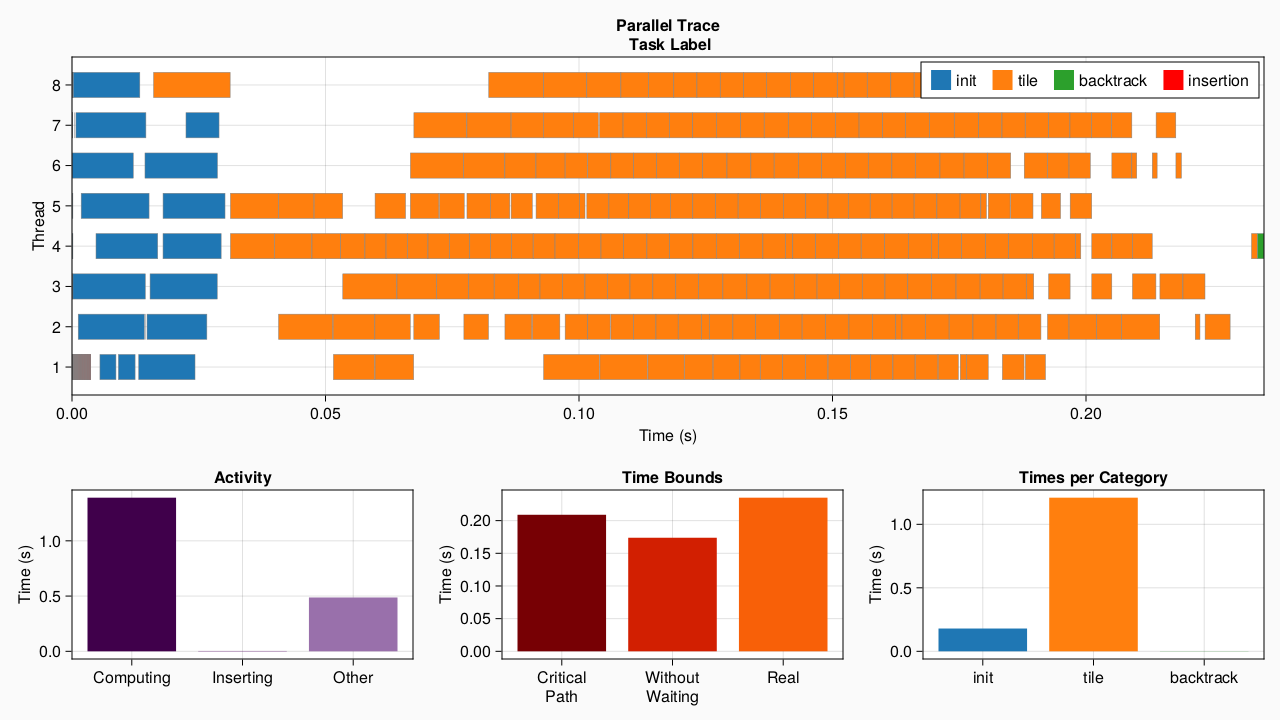 Parallel Trace
Task Label
init tile backtrack insertion
8
7
6
5
4
3
2
1
Thread
0.00 0.05 0.10 0.15 0.20
Time (s)
Activity
Time (s)
1.0
0.5
0.0
Computing Inserting Other
Time Bounds
Time (s)
0.20
0.15
0.10
0.05
0.00
Critical Path
Without Waiting
Real
Times per Category
Time (s)
1.0
0.5
0.0
init tile backtrack